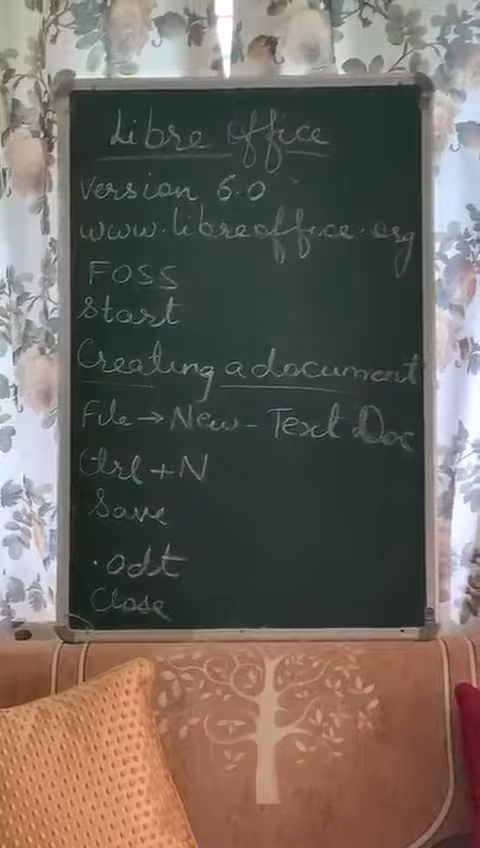 Libre office
Version 6.0
www.libreoffice.org
FOSS
Start
Creating a document
File → New - Text Doc
Ctrl + N
Save
.odt
Close